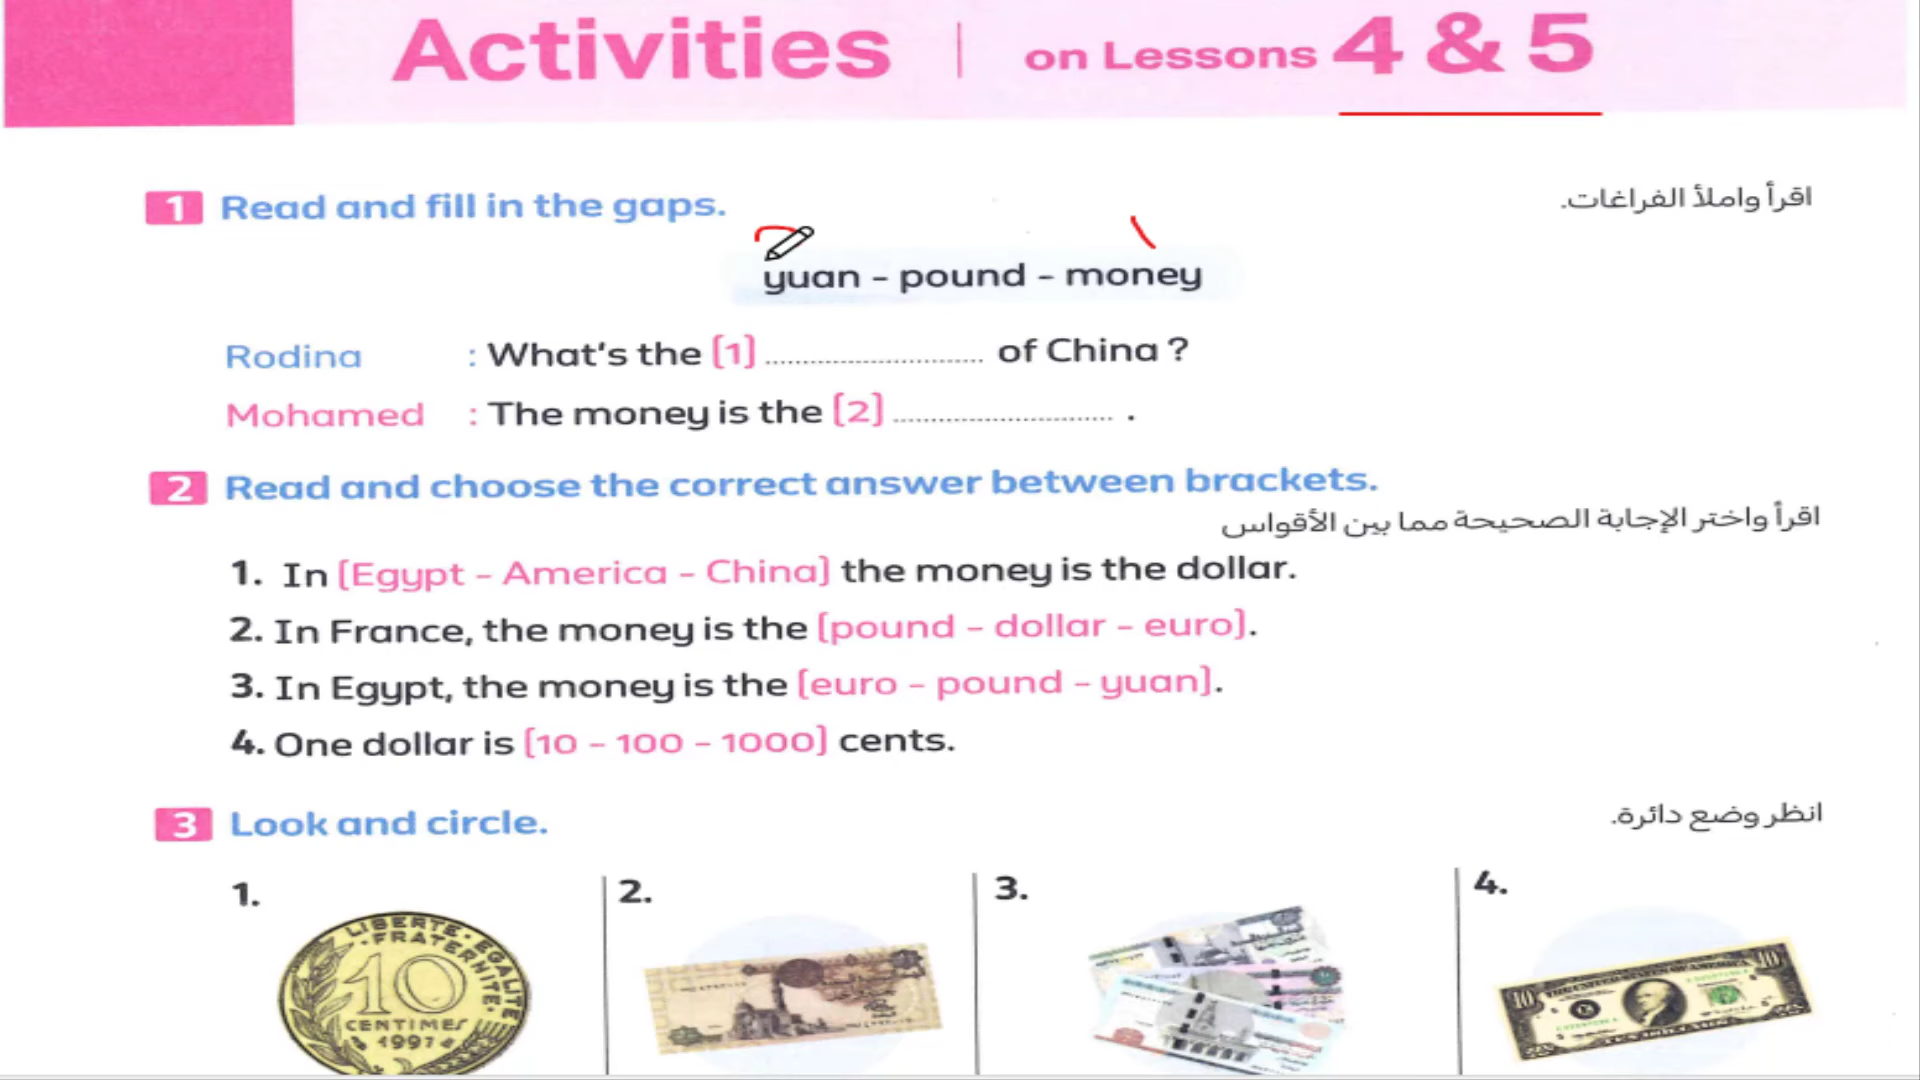 Activities | on Lessons 4 & 5
1 Read and fill in the gaps. اقرأ واملأ الفراغات.
yuan - pound - money
Rodina : What's the [1] ........................... of China ?
Mohamed : The money is the [2] ........................... .
2 Read and choose the correct answer between brackets.
اقرأ واختر الإجابة الصحيحة مما بين الأقواس
1. In [Egypt - America - China] the money is the dollar.
2. In France, the money is the [pound - dollar - euro].
3. In Egypt, the money is the [euro - pound - yuan].
4. One dollar is [10 - 100 - 1000] cents.
3 Look and circle. انظر وضع دائرة.
1. 2. 3. 4.
LIBERTE · EGALITE
· FRATERNITE ·
10
CENTIMES
1997
10 10